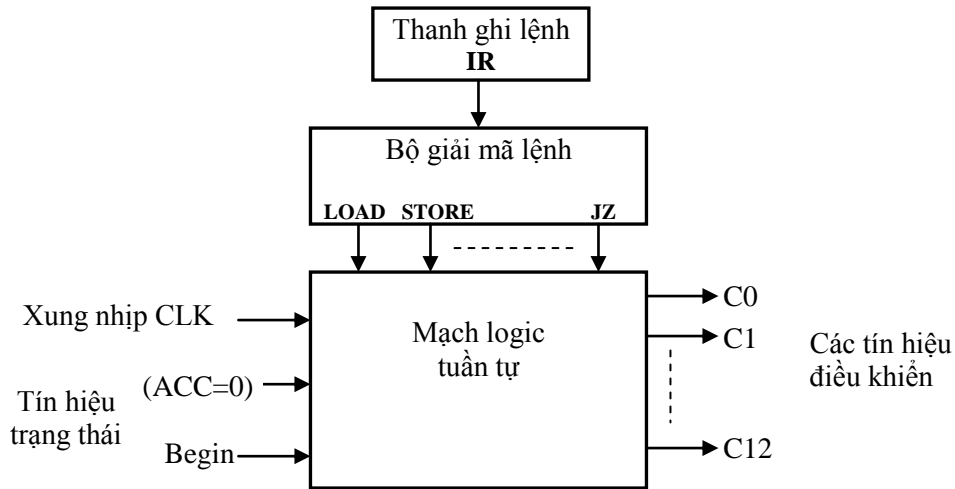 Thanh ghi lệnh
IR
Bộ giải mã lệnh
LOAD STORE JZ
Xung nhịp CLK
(ACC=0)
Tín hiệu
trạng thái
Begin
Mạch logic
tuần tự
C0
C1
C12
Các tín hiệu
điều khiển